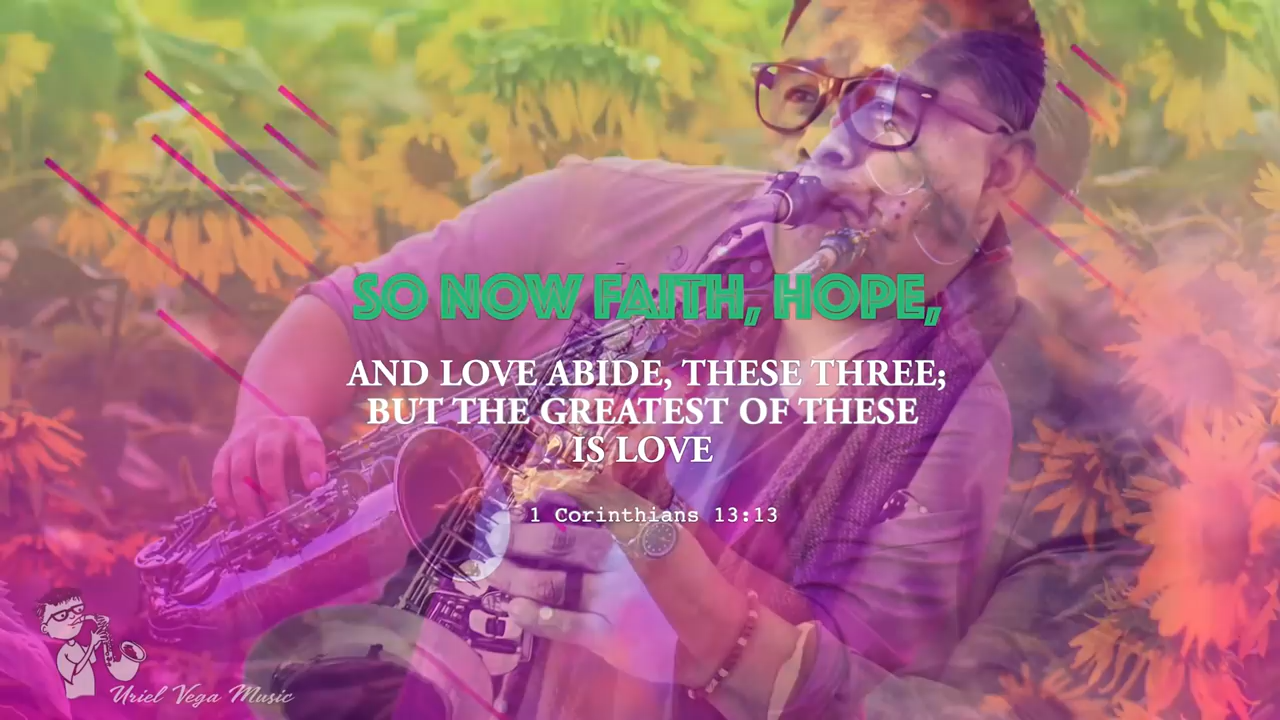 SO NOW FAITH, HOPE,
AND LOVE ABIDE, THESE THREE;
BUT THE GREATEST OF THESE
IS LOVE
1 Corinthians 13:13
Uriel Vega Music